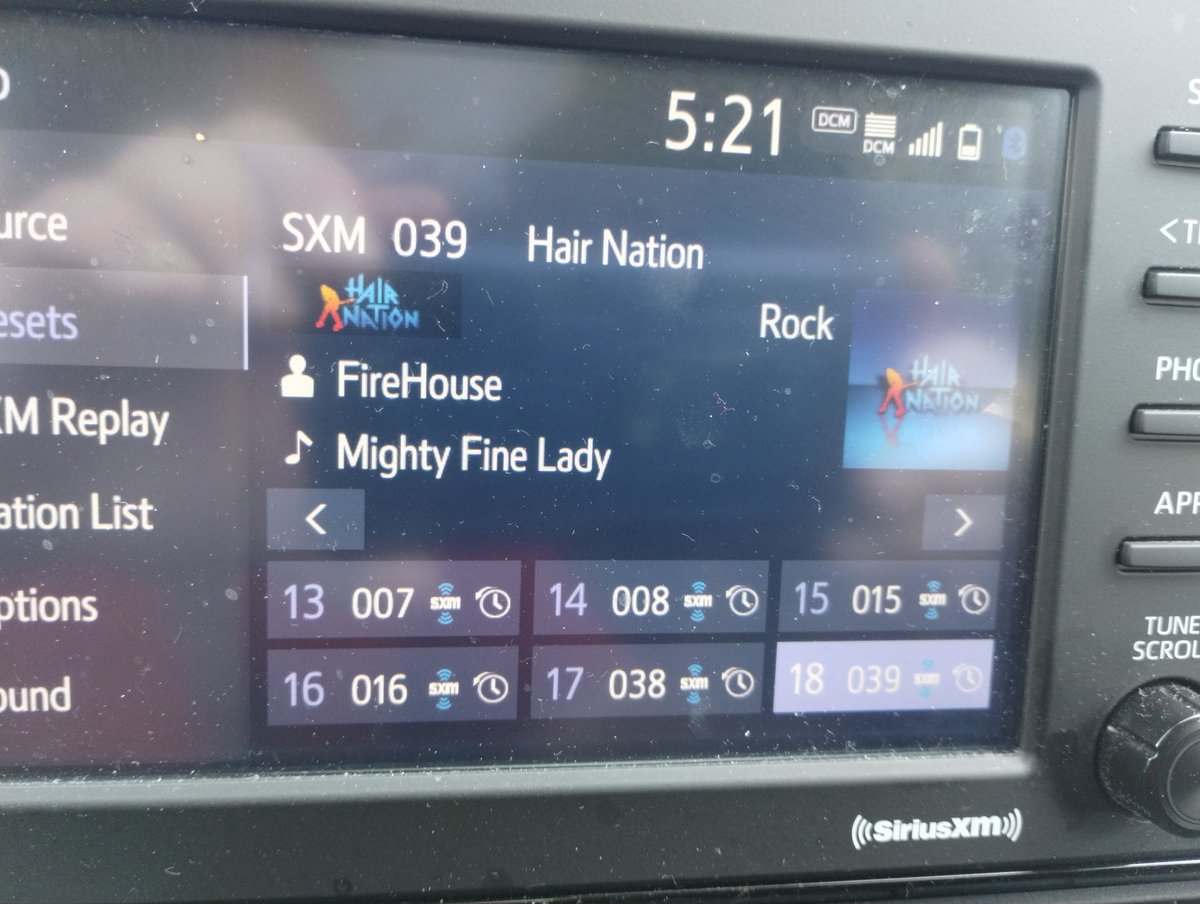 5:21 DCM DCM
SXM 039 Hair Nation
HAIR NATION
Rock
FireHouse
Mighty Fine Lady
HAIR NATION
urce
esets
XM Replay
ation List
ptions
ound
13 007 sxm
14 008 sxm
15 015 sxm
16 016 sxm
17 038 sxm
18 039 sxm
SiriusXM
S
<T
PHO
APP
TUNE
SCROL